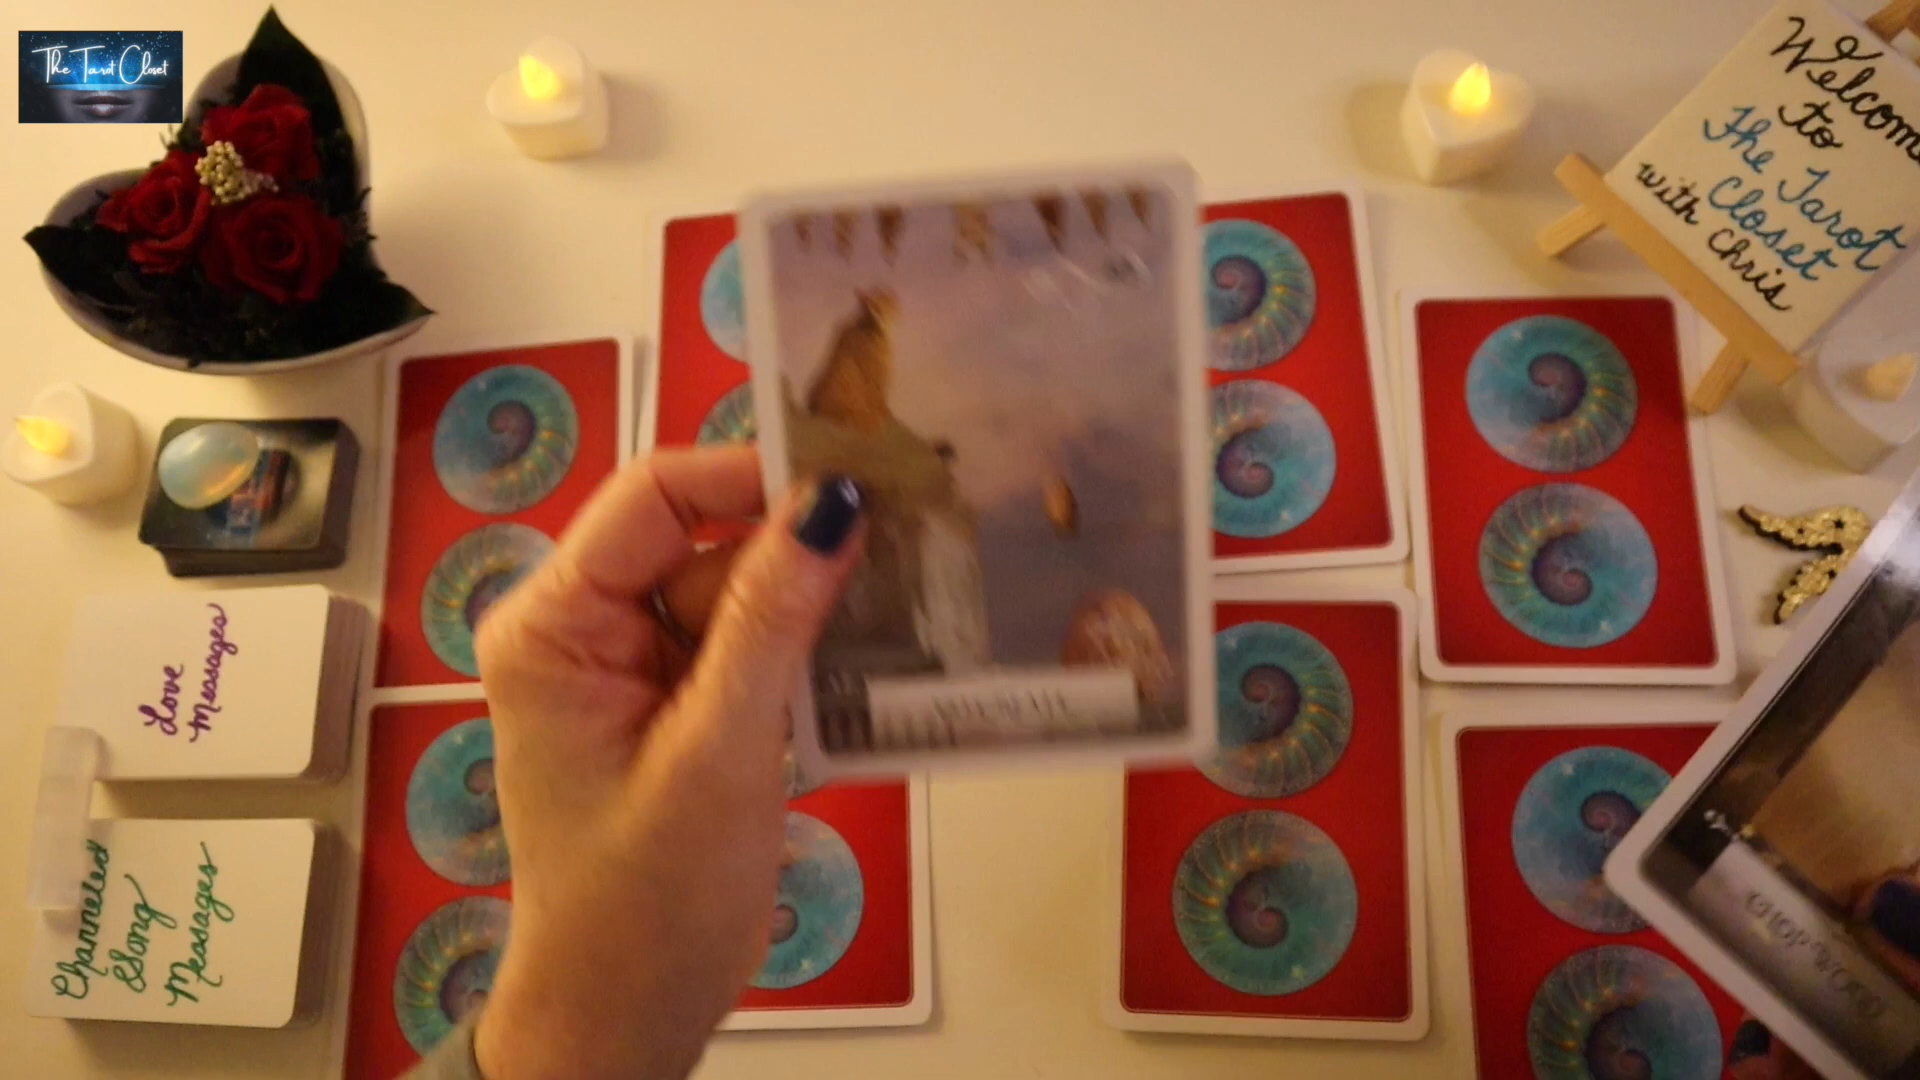 The Tarot Closet
Welcome
to
The Tarot
Closet
with Chris
Love
Messages
Channeled
Song
Messages